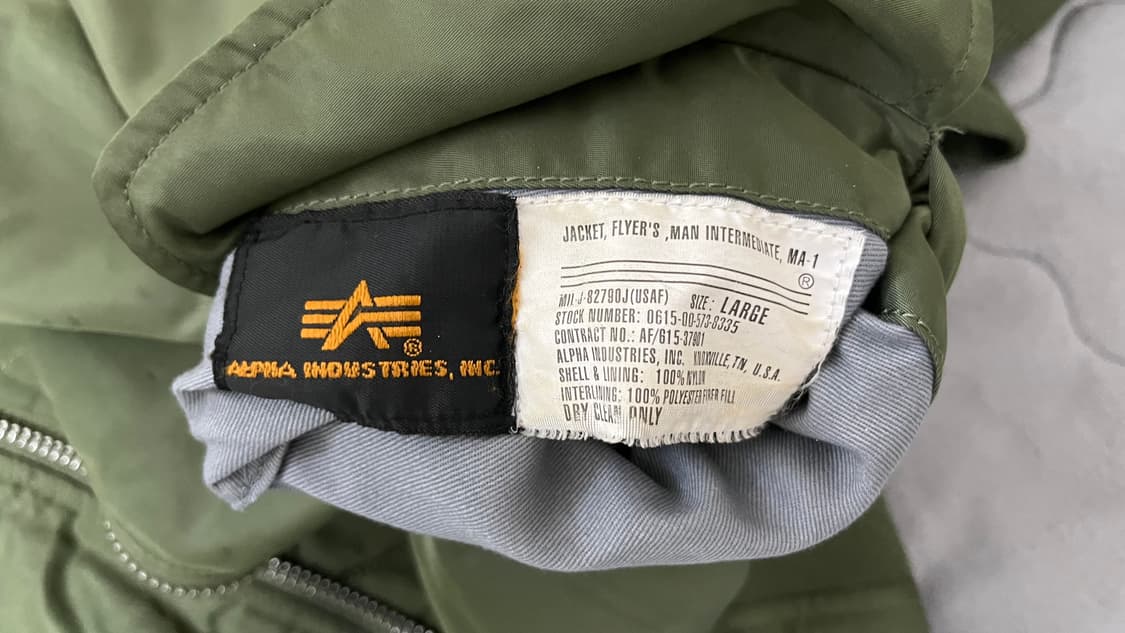 ALPHA INDUSTRIES, INC.
®
JACKET, FLYER'S ,MAN INTERMEDIATE, MA-1
®
MIL-J-82790J(USAF) SIZE: LARGE
STOCK NUMBER: 0615-00-573-8335
CONTRACT NO.: AF/615-37901
ALPHA INDUSTRIES, INC. KNOXVILLE, TN, U.S.A.
SHELL & LINING: 100% NYLON
INTERLINING: 100% POLYESTER FIBER FILL
DRY CLEAN ONLY